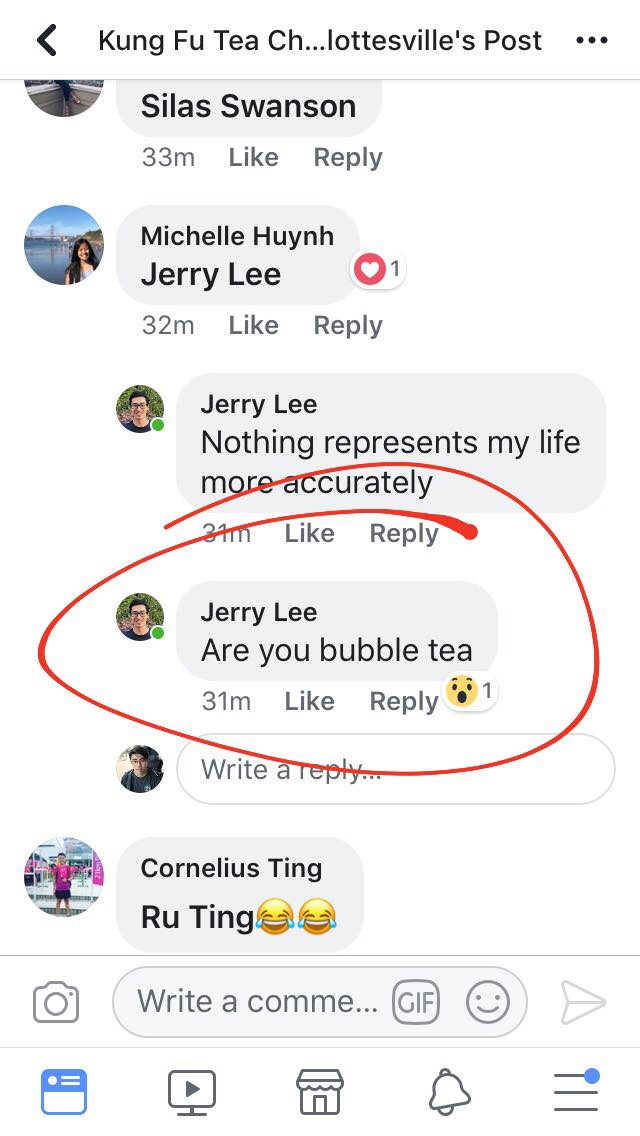 Kung Fu Tea Ch...lottesville's Post
Silas Swanson
33m Like Reply
Michelle Huynh
Jerry Lee
1
32m Like Reply
Jerry Lee
Nothing represents my life
more accurately
31m Like Reply
Jerry Lee
Are you bubble tea
31m Like Reply 1
Write a reply...
Cornelius Ting
Ru Ting😂😂
Write a comme... GIF